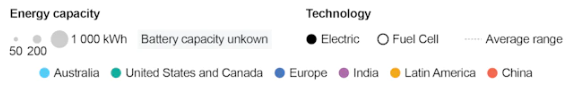 Energy capacity Technology
50 200 1 000 kWh Battery capacity unkown Electric Fuel Cell Average range
Australia United States and Canada Europe India Latin America China